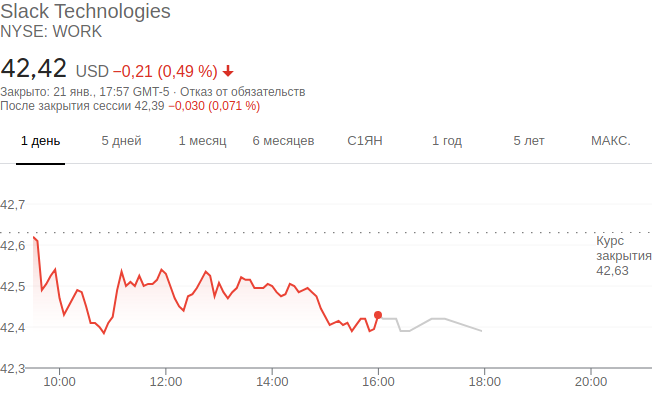 Slack Technologies
NYSE: WORK
42,42 USD −0,21 (0,49 %)
Закрыто: 21 янв., 17:57 GMT-5 · Отказ от обязательств
После закрытия сессии 42,39 −0,030 (0,071 %)
1 день 5 дней 1 месяц 6 месяцев С1ЯН 1 год 5 лет МАКС.
42,7
42,6
Курс
закрытия
42,63
42,5
42,4
42,3
10:00 12:00 14:00 16:00 18:00 20:00